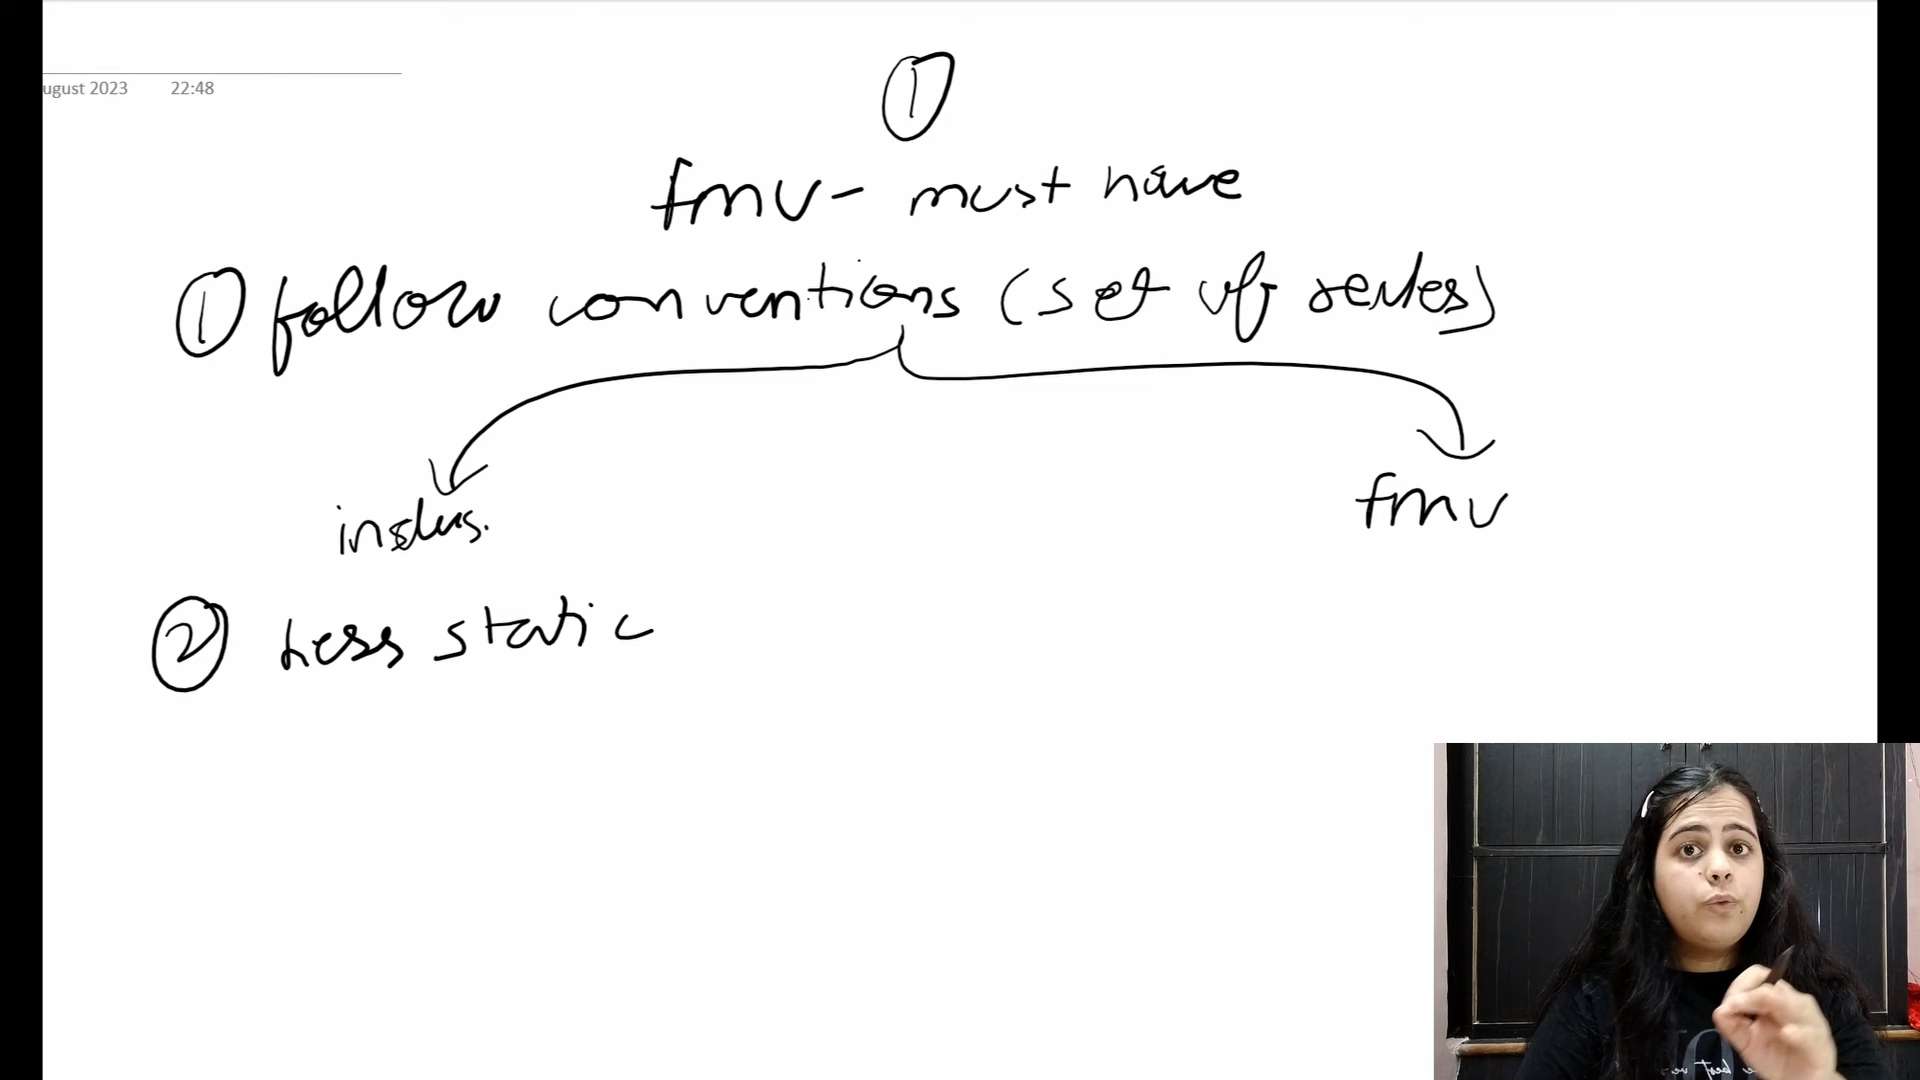 ugust 2023 22:48
①
fmv - must have
① follow conventions (set of rules)
indus. fmv
② Less static